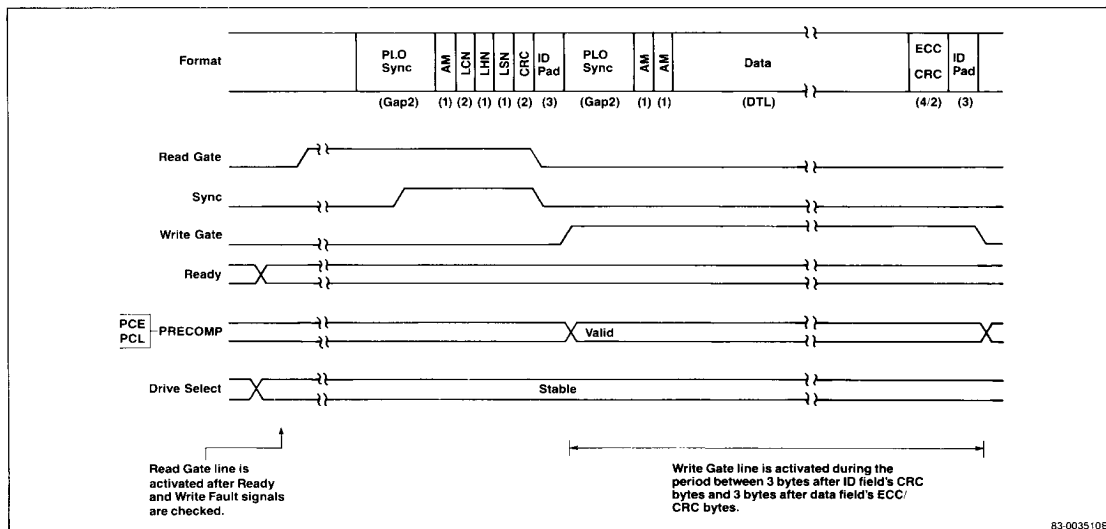 Format
PLO Sync
AM
LCN
LHN
LSN
CRC
ID Pad
PLO Sync
AM
AM
Data
ECC CRC
ID Pad
(Gap2) (1) (2) (1) (1) (2) (3) (Gap2) (1) (1) (DTL) (4/2) (3)
Read Gate
Sync
Write Gate
Ready
PCE
PCL
PRECOMP
Valid
Drive Select
Stable
Read Gate line is
activated after Ready
and Write Fault signals
are checked.
Write Gate line is activated during the
period between 3 bytes after ID field's CRC
bytes and 3 bytes after data field's ECC/
CRC bytes.
83-003510B